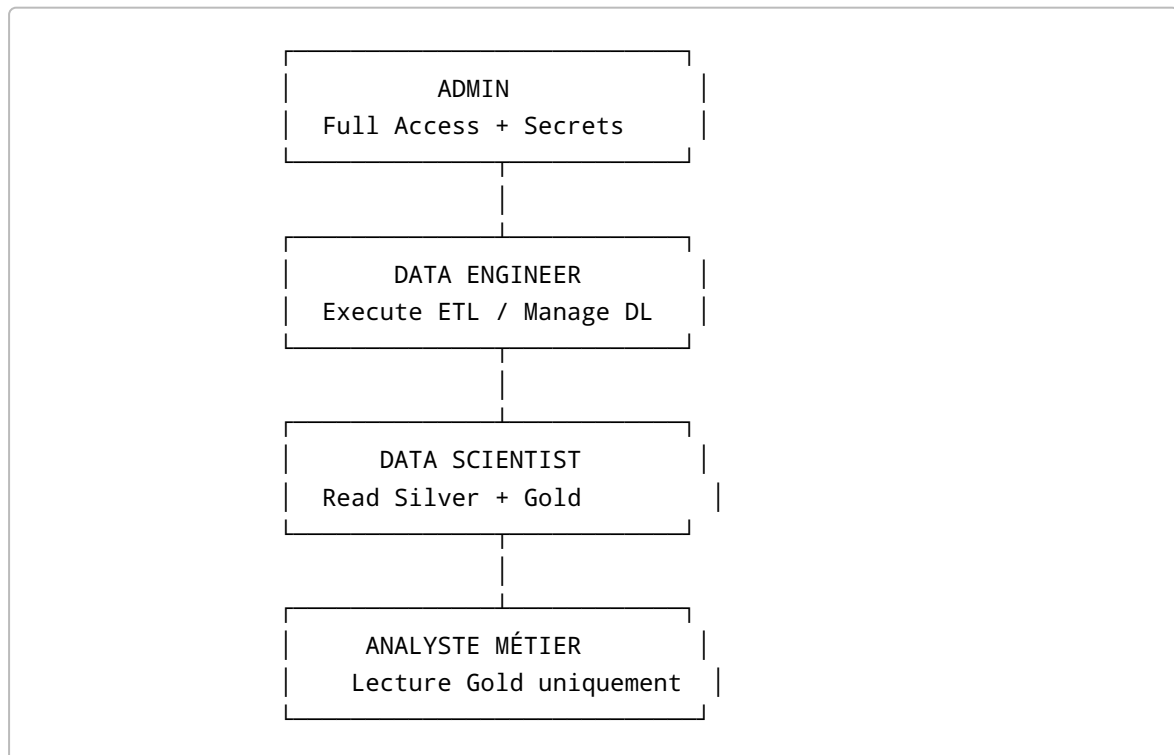 ADMIN
Full Access + Secrets
DATA ENGINEER
Execute ETL / Manage DL
DATA SCIENTIST
Read Silver + Gold
ANALYSTE MÉTIER
Lecture Gold uniquement